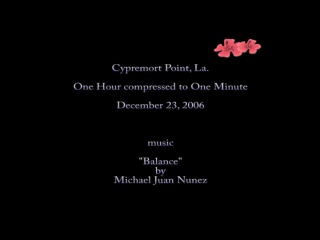 Cypremort Point, La.
One Hour compressed to One Minute
December 23, 2006
music
"Balance"
by
Michael Juan Nunez